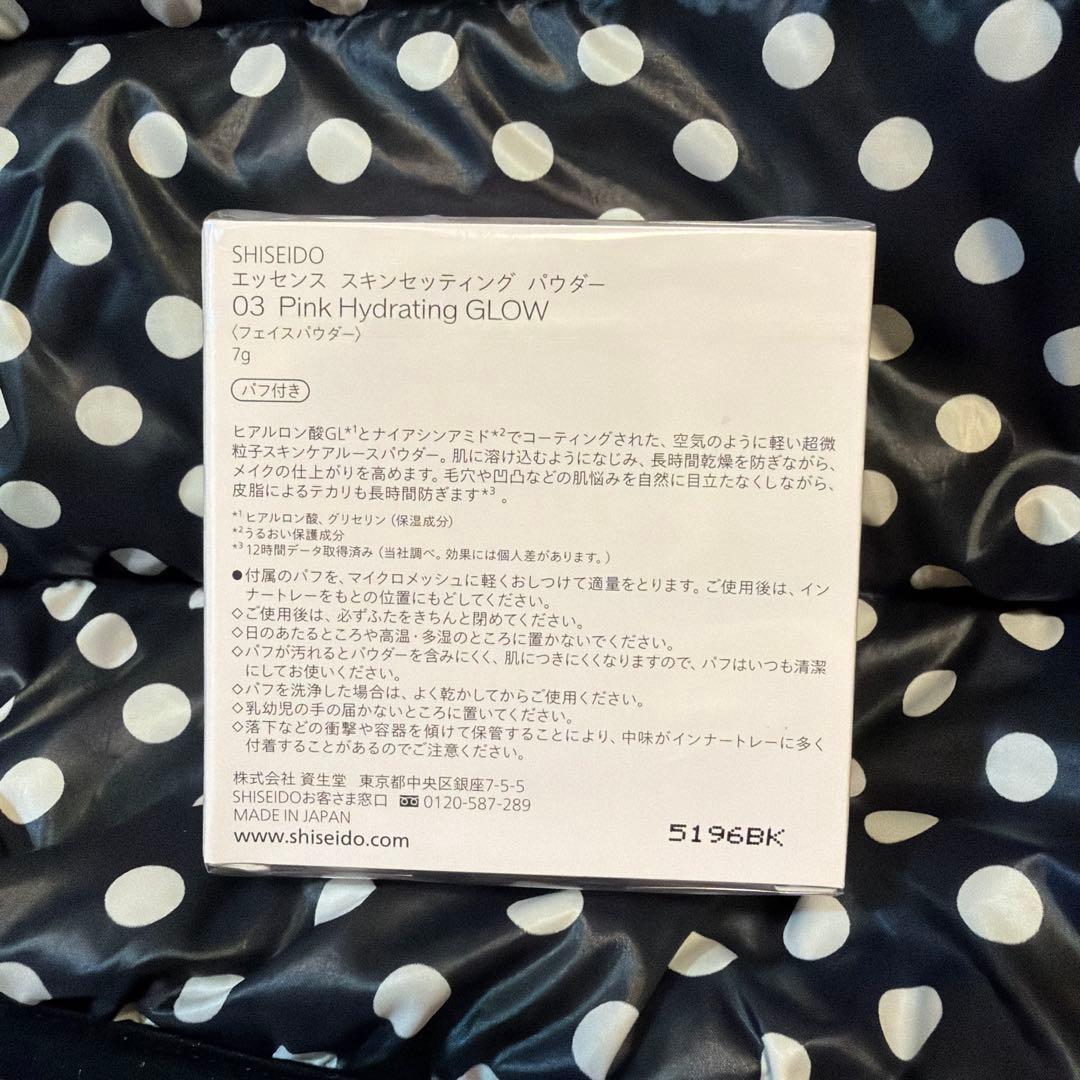 SHISEIDO
エッセンス スキンセッティング パウダー
03 Pink Hydrating GLOW
〈フェイスパウダー〉
7g
パフ付き
ヒアルロン酸GL*1とナイアシンアミド*2でコーティングされた、空気のように軽い超微
粒子スキンケアルースパウダー。肌に溶け込むようになじみ、長時間乾燥を防ぎながら、
メイクの仕上がりを高めます。毛穴や凹凸などの肌悩みを自然に目立たなくしながら、
皮脂によるテカリも長時間防ぎます*3。
*1 ヒアルロン酸、グリセリン（保湿成分）
*2 うるおい保護成分
*3 12時間データ取得済み（当社調べ。効果には個人差があります。）
●付属のパフを、マイクロメッシュに軽くおしつけて適量をとります。ご使用後は、イン
ナートレーをもとの位置にもどしてください。
◇ご使用後は、必ずふたをきちんと閉めてください。
◇日のあたるところや高温・多湿のところに置かないでください。
◇パフが汚れるとパウダーを含みにくく、肌につきにくくなりますので、パフはいつも清潔
にしてお使いください。
◇パフを洗浄した場合は、よく乾かしてからご使用ください。
◇乳幼児の手の届かないところに置いてください。
◇落下などの衝撃や容器を傾けて保管することにより、中味がインナートレーに多く
付着することがあるのでご注意ください。
株式会社 資生堂 東京都中央区銀座7-5-5
SHISEIDOお客さま窓口 0120-587-289
MADE IN JAPAN
www.shiseido.com
5196BK